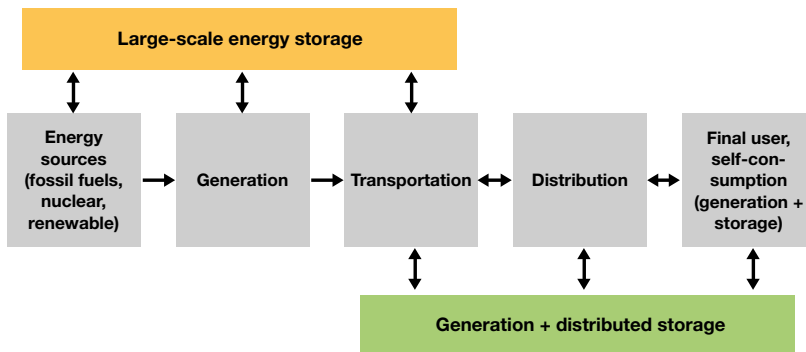 Large-scale energy storage
Energy
sources
(fossil fuels,
nuclear,
renewable)
Generation
Transportation
Distribution
Final user,
self-con-
sumption
(generation +
storage)
Generation + distributed storage